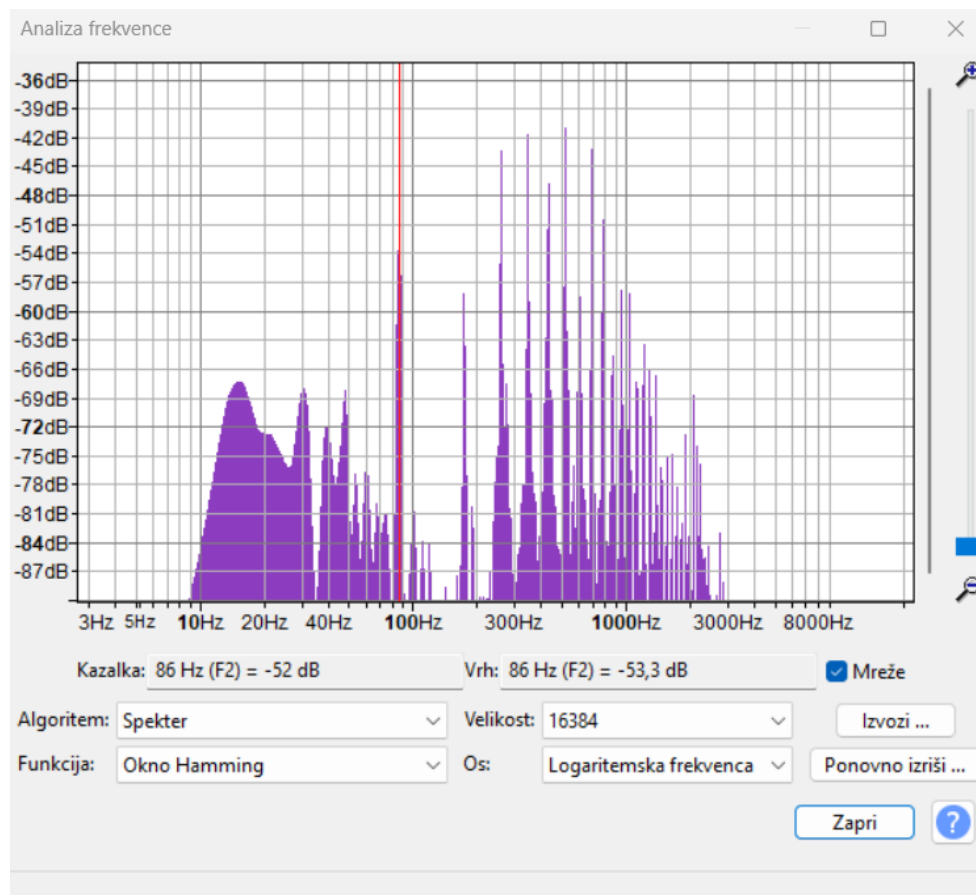 Analiza frekvence
-36dB
-39dB
-42dB
-45dB
-48dB
-51dB
-54dB
-57dB
-60dB
-63dB
-66dB
-69dB
-72dB
-75dB
-78dB
-81dB
-84dB
-87dB
3Hz 5Hz 10Hz 20Hz 40Hz 100Hz 300Hz 1000Hz 3000Hz 8000Hz
Kazalka: 86 Hz (F2) = -52 dB Vrh: 86 Hz (F2) = -53,3 dB Mreže
Algoritem: Spekter Velikost: 16384 Izvozi ...
Funkcija: Okno Hamming Os: Logaritemska frekvenca Ponovno izriši ...
Zapri ?